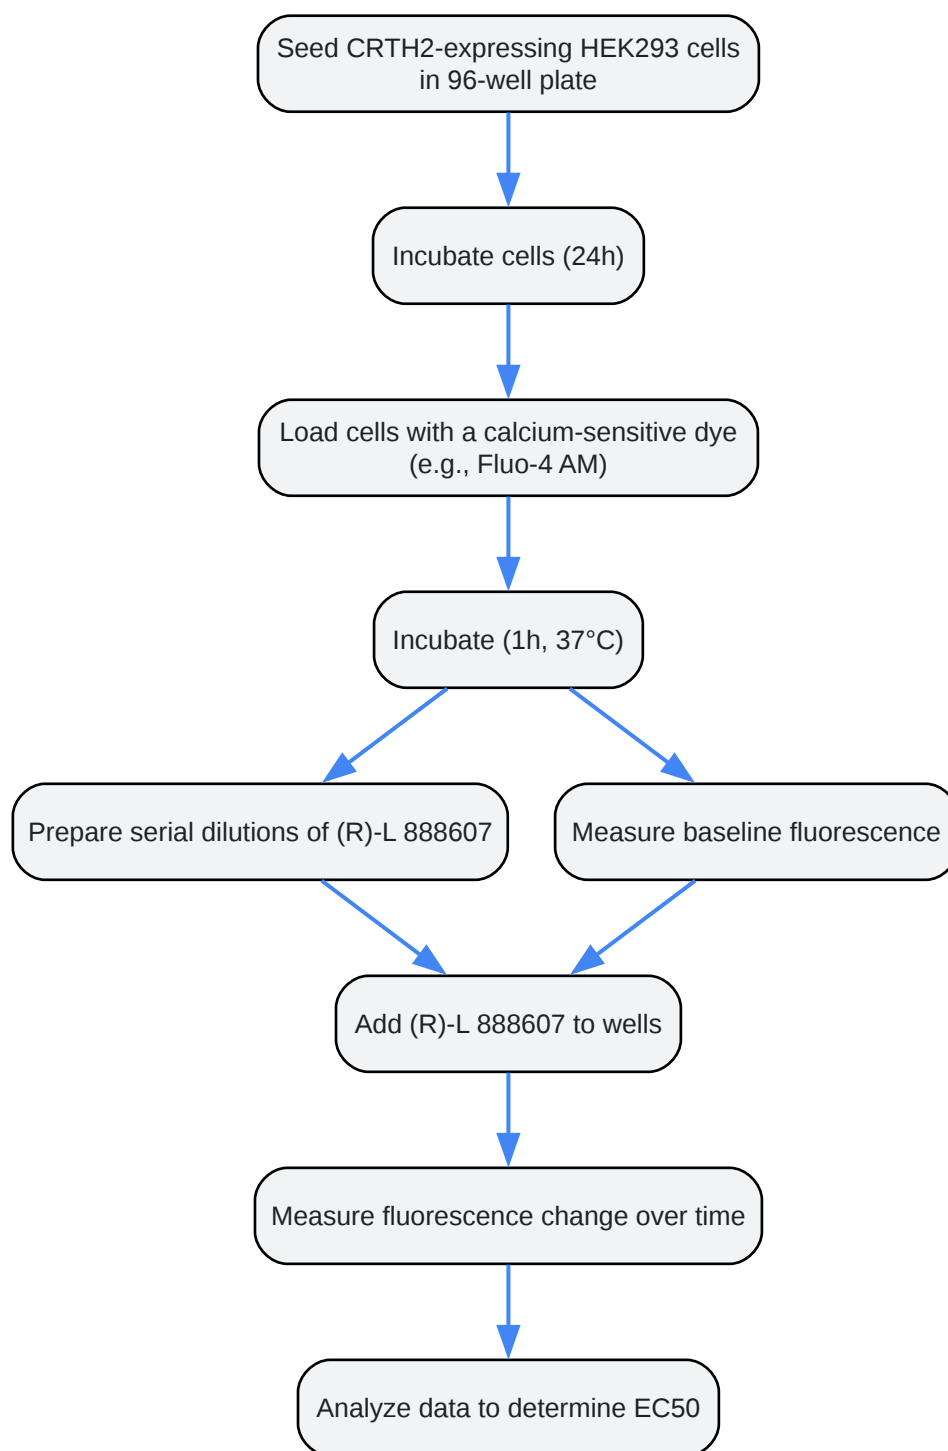 Seed CRTH2-expressing HEK293 cells
in 96-well plate
Incubate cells (24h)
Load cells with a calcium-sensitive dye
(e.g., Fluo-4 AM)
Incubate (1h, 37°C)
Prepare serial dilutions of (R)-L 888607
Measure baseline fluorescence
Add (R)-L 888607 to wells
Measure fluorescence change over time
Analyze data to determine EC50